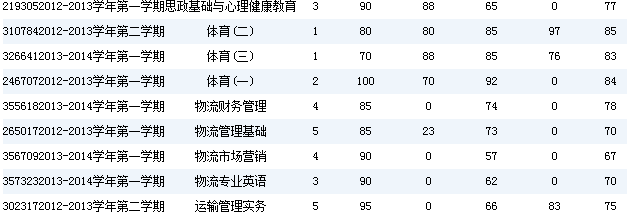 2193052012-2013学年第一学期思政基础与心理健康教育 3 90 88 65 0 77
3107842012-2013学年第二学期 体育(二) 1 80 80 85 97 85
3266412013-2014学年第一学期 体育(三) 1 70 88 85 76 83
2467072012-2013学年第一学期 体育(一) 2 100 70 92 0 84
3556182013-2014学年第一学期 物流财务管理 4 85 0 74 0 78
2650172012-2013学年第一学期 物流管理基础 5 85 23 73 0 70
3567092013-2014学年第一学期 物流市场营销 4 90 0 57 0 67
3573232013-2014学年第一学期 物流专业英语 3 90 0 62 0 70
3023172012-2013学年第二学期 运输管理实务 5 95 0 66 83 75